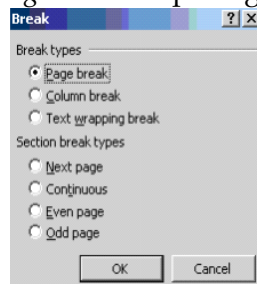 Break ? X
Break types
Page break
Column break
Text wrapping break
Section break types
Next page
Continuous
Even page
Odd page
OK Cancel